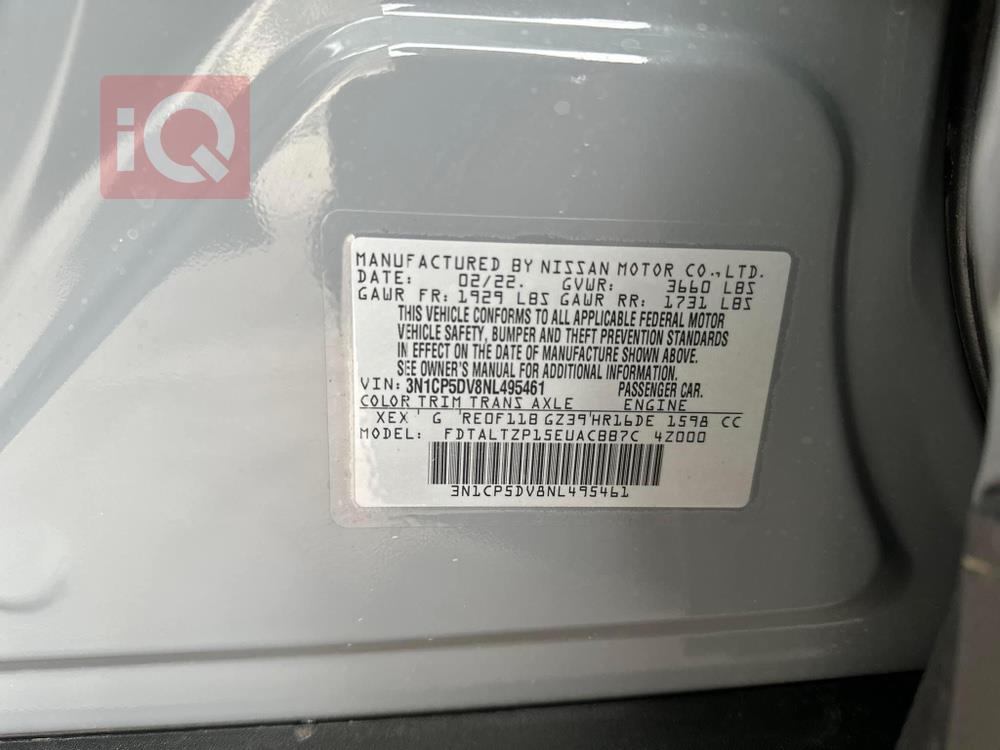 iQ
MANUFACTURED BY NISSAN MOTOR CO.,LTD.
DATE: 02/22. GVWR: 3660 LBS
GAWR FR: 1929 LBS GAWR RR: 1731 LBS
THIS VEHICLE CONFORMS TO ALL APPLICABLE FEDERAL MOTOR
VEHICLE SAFETY, BUMPER AND THEFT PREVENTION STANDARDS
IN EFFECT ON THE DATE OF MANUFACTURE SHOWN ABOVE.
SEE OWNER'S MANUAL FOR ADDITIONAL INFORMATION.
VIN: 3N1CP5DV8NL495461 PASSENGER CAR.
COLOR TRIM TRANS AXLE ENGINE
XEX G RE0F11B GZ39 HR16DE 1598 CC
MODEL: FDTALTZP15EUACBB7C 4Z000
3N1CP5DV8NL495461